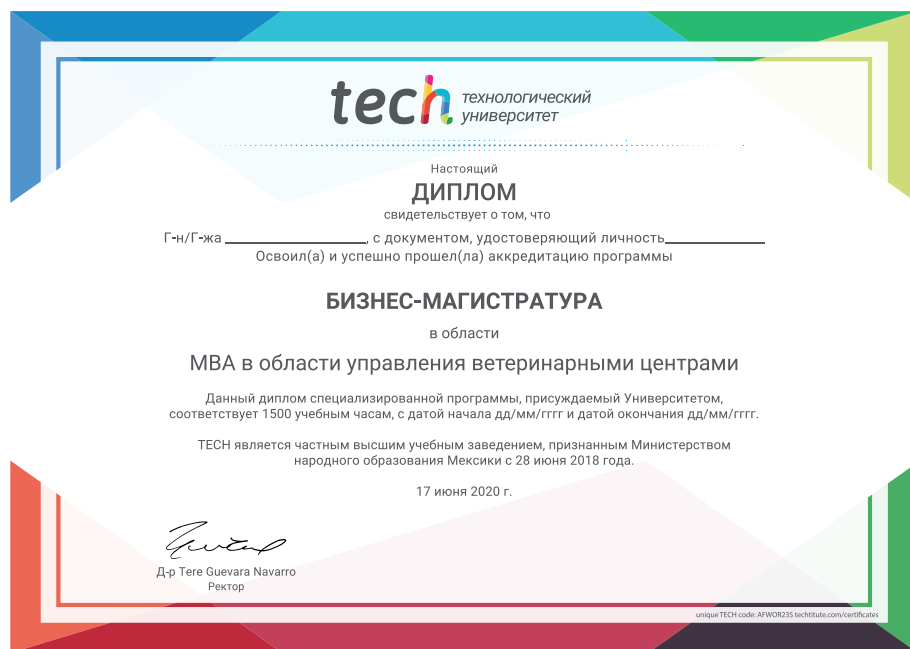 tech технологический
университет
Настоящий
ДИПЛОМ
свидетельствует о том, что
Г-н/Г-жа ____________________, с документом, удостоверяющий личность______________
Освоил(а) и успешно прошел(ла) аккредитацию программы
БИЗНЕС-МАГИСТРАТУРА
в области
MBA в области управления ветеринарными центрами
Данный диплом специализированной программы, присуждаемый Университетом,
соответствует 1500 учебным часам, с датой начала дд/мм/гггг и датой окончания дд/мм/гггг.
TECH является частным высшим учебным заведением, признанным Министерством
народного образования Мексики с 28 июня 2018 года.
17 июня 2020 г.
Д-р Tere Guevara Navarro
Ректор
unique TECH code: AFWOR23S techtitute.com/certificates